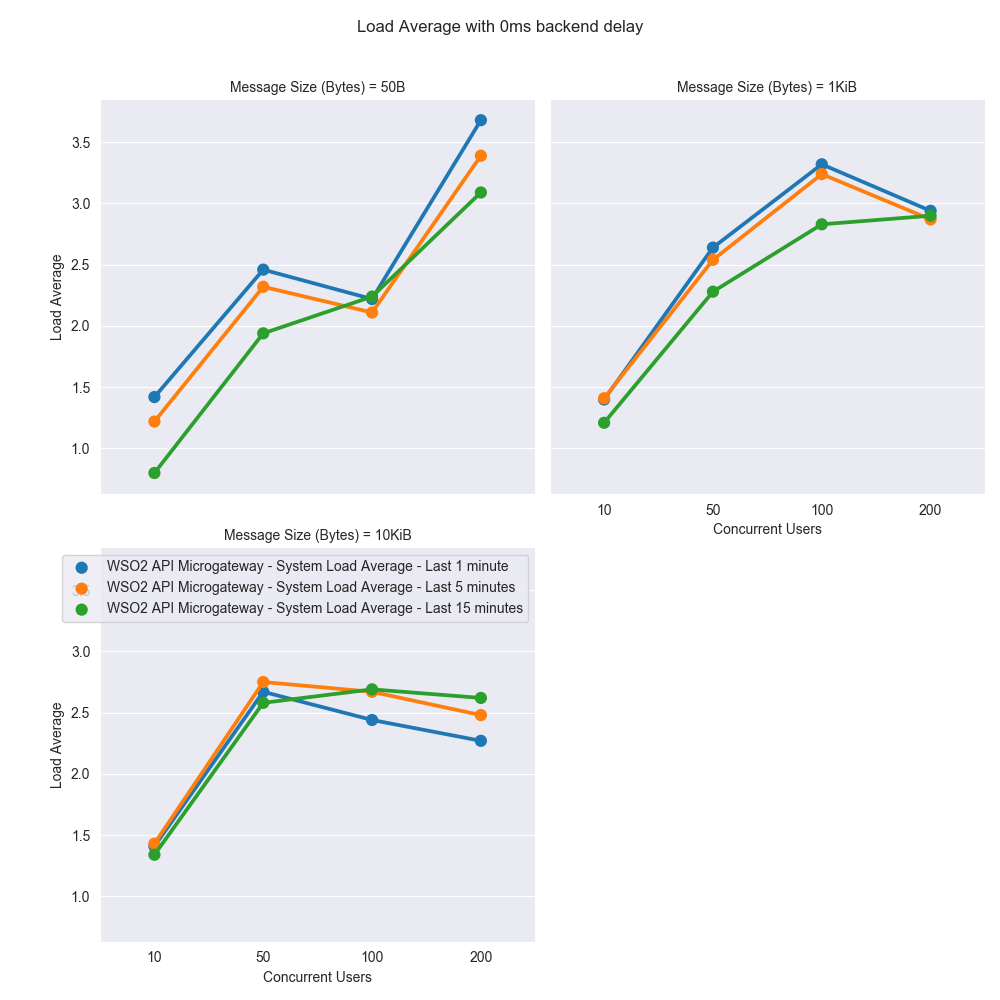 Load Average with 0ms backend delay
Message Size (Bytes) = 50B
Message Size (Bytes) = 1KiB
3.5
3.0
2.5
2.0
1.5
1.0
Load Average
10 50 100 200
Concurrent Users
Message Size (Bytes) = 10KiB
WSO2 API Microgateway - System Load Average - Last 1 minute
WSO2 API Microgateway - System Load Average - Last 5 minutes
WSO2 API Microgateway - System Load Average - Last 15 minutes
3.0
2.5
2.0
1.5
1.0
Load Average
10 50 100 200
Concurrent Users